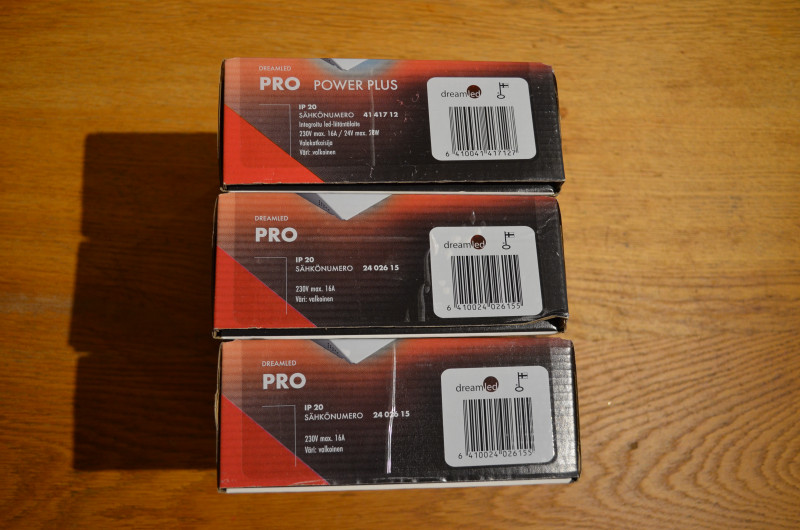 DREAMLED
PRO POWER PLUS
IP 20
SÄHKÖNUMERO 41 417 12
Integroitu led-liitäntälaite
230V max. 16A / 24V max. 28W
Valokatkaisija
Väri: valkoinen
dreamled
6 410041 417127
DREAMLED
PRO
IP 20
SÄHKÖNUMERO 24 026 15
230V max. 16A
Väri: valkoinen
dreamled
6 410024 026155
DREAMLED
PRO
IP 20
SÄHKÖNUMERO 24 026 15
230V max. 16A
Väri: valkoinen
dreamled
6 410024 026155